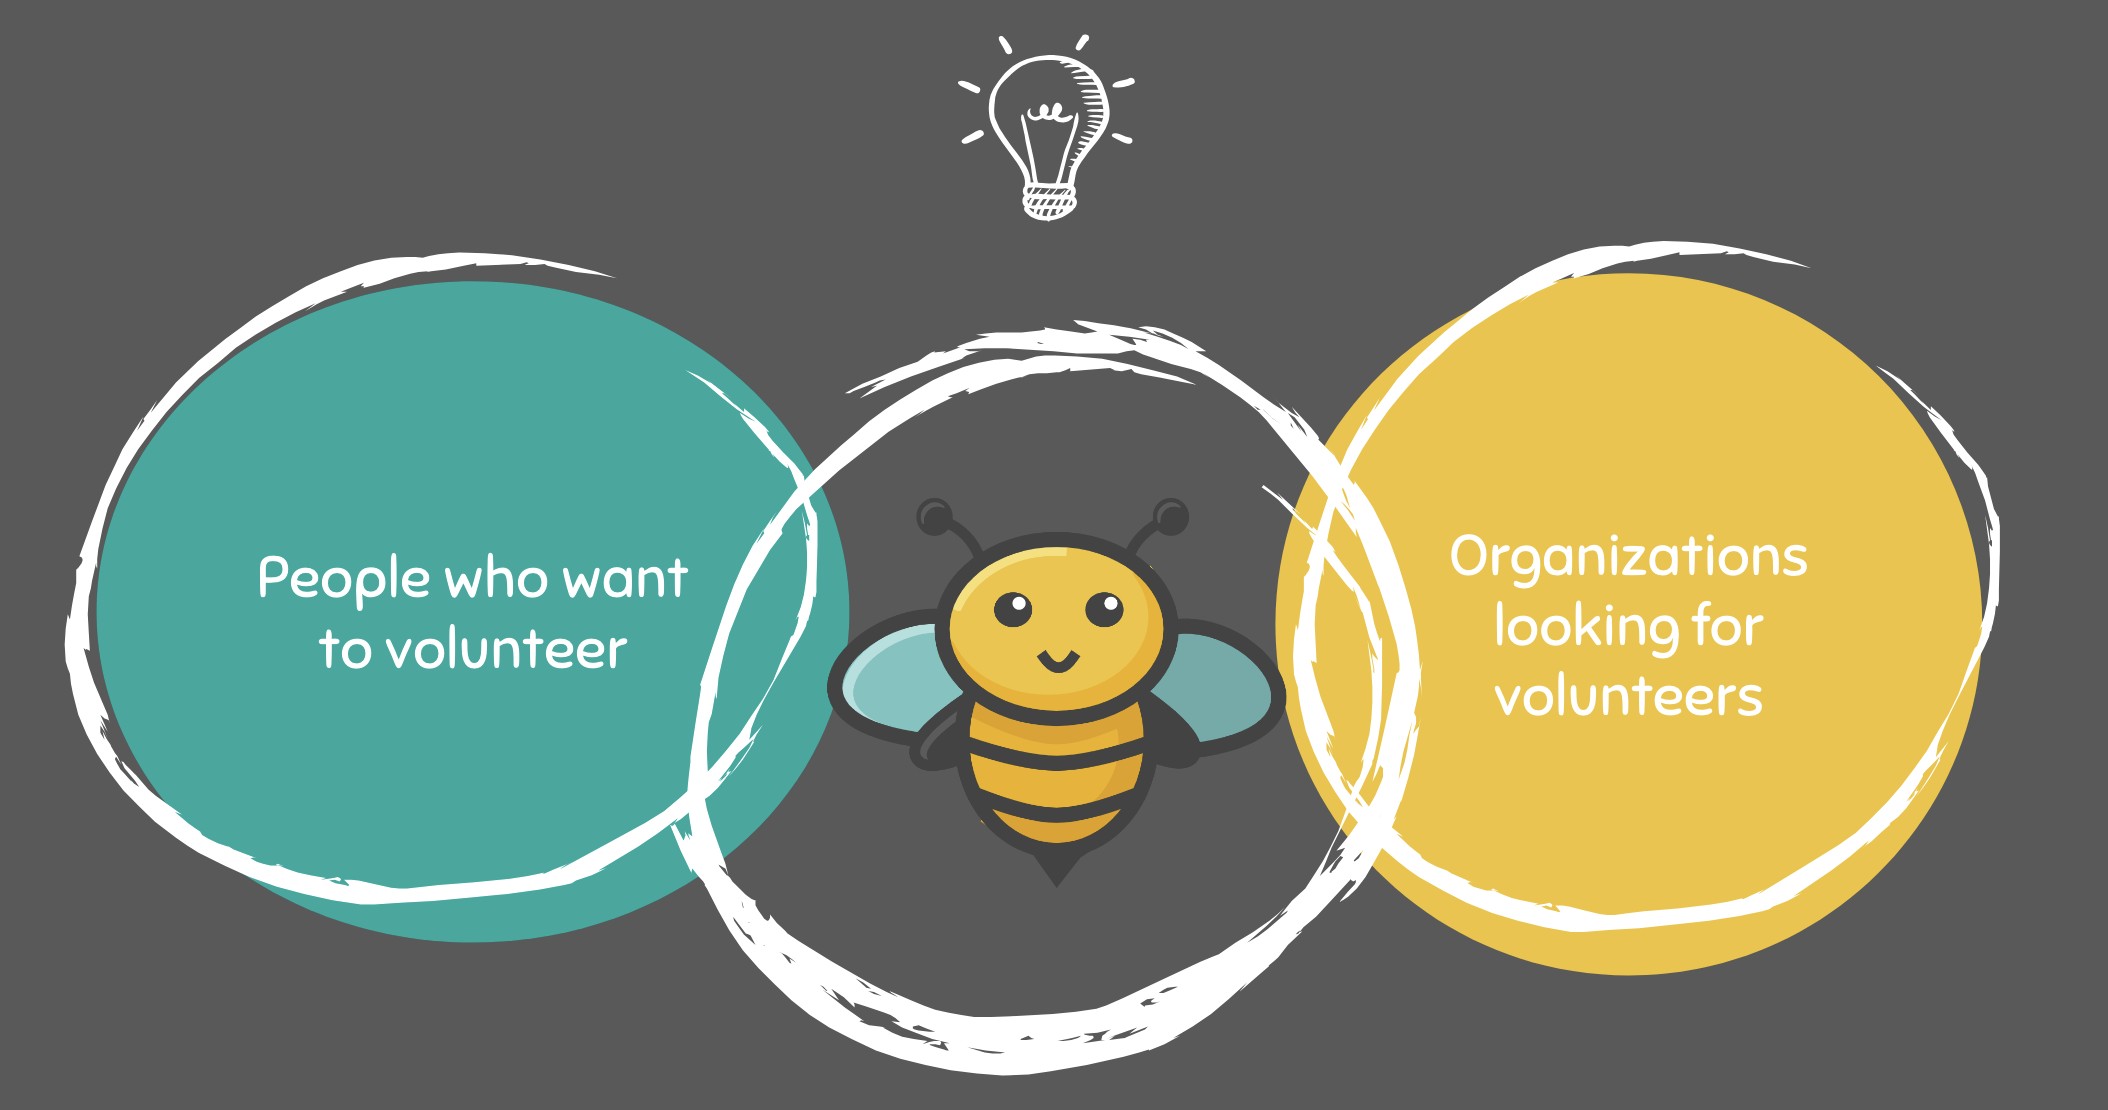 People who want
to volunteer
Organizations
looking for
volunteers